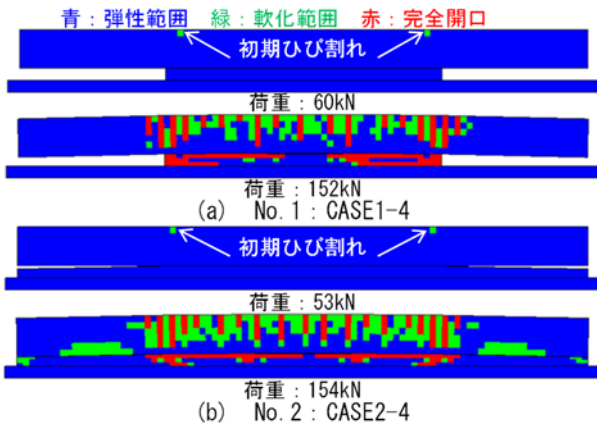 青：弾性範囲　緑：軟化範囲　赤：完全開口
初期ひび割れ
荷重：60kN
荷重：152kN
(a)　No.1：CASE1-4
初期ひび割れ
荷重：53kN
荷重：154kN
(b)　No.2：CASE2-4